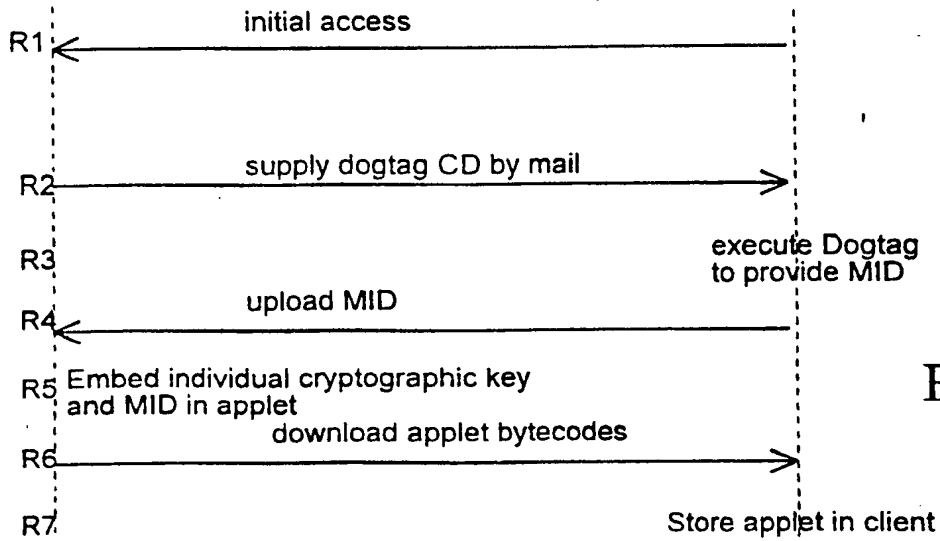 initial access
R1
supply dogtag CD by mail
R2
execute Dogtag
R3
to provide MID
upload MID
R4
R5 Embed individual cryptographic key
and MID in applet
download applet bytecodes
R6
R7
Store applet in client